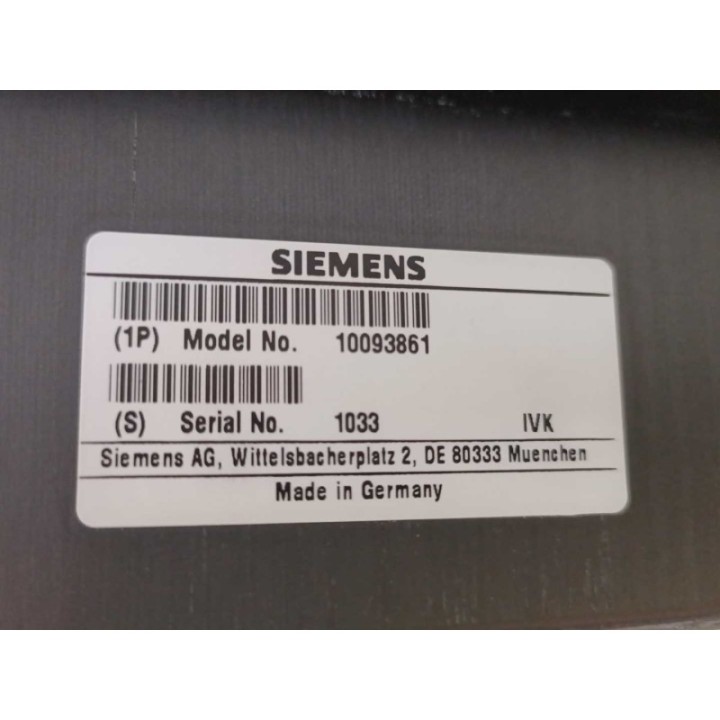 SIEMENS
(1P) Model No. 10093861
(S) Serial No. 1033 IVK
Siemens AG, Wittelsbacherplatz 2, DE 80333 Muenchen
Made in Germany